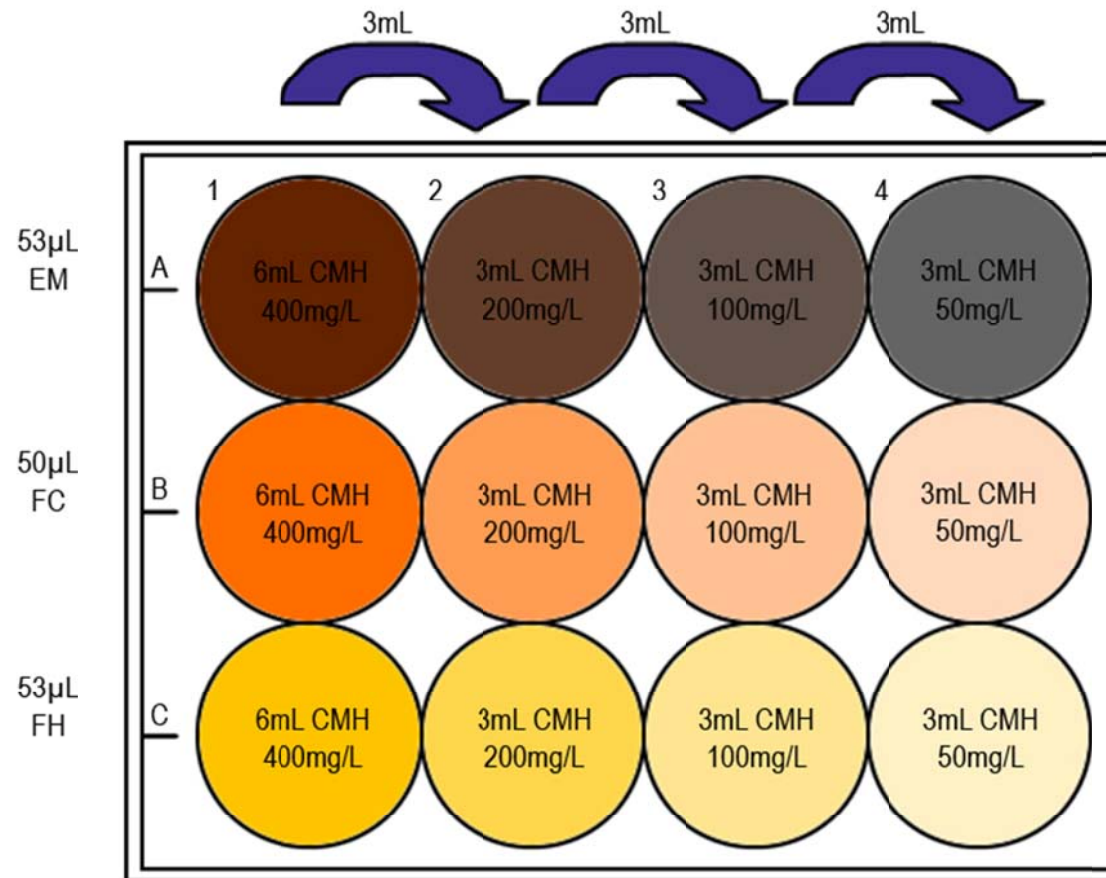 3mL 3mL 3mL
1 2 3 4
53µL
EM
A
6mL CMH
400mg/L
3mL CMH
200mg/L
3mL CMH
100mg/L
3mL CMH
50mg/L
50µL
FC
B
6mL CMH
400mg/L
3mL CMH
200mg/L
3mL CMH
100mg/L
3mL CMH
50mg/L
53µL
FH
C
6mL CMH
400mg/L
3mL CMH
200mg/L
3mL CMH
100mg/L
3mL CMH
50mg/L